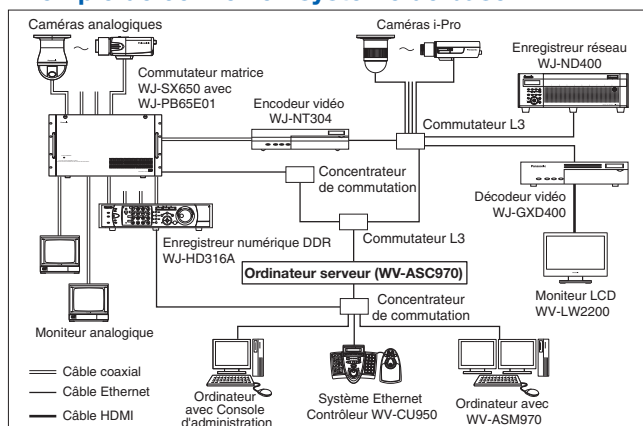 Caméras analogiques
Caméras i-Pro
Enregistreur réseau
WJ-ND400
Commutateur matrice
WJ-SX650 avec
WJ-PB65E01
Encodeur vidéo
WJ-NT304
Commutateur L3
Concentrateur
de commutation
Décodeur vidéo
WJ-GXD400
Enregistreur numérique DDR
WJ-HD316A
Commutateur L3
Ordinateur serveur (WV-ASC970)
Moniteur LCD
WV-LW2200
Moniteur analogique
Concentrateur
de commutation
Câble coaxial
Câble Ethernet
Câble HDMI
Ordinateur
avec Console
d'administration
Système Ethernet
Contrôleur WV-CU950
Ordinateur avec
WV-ASM970